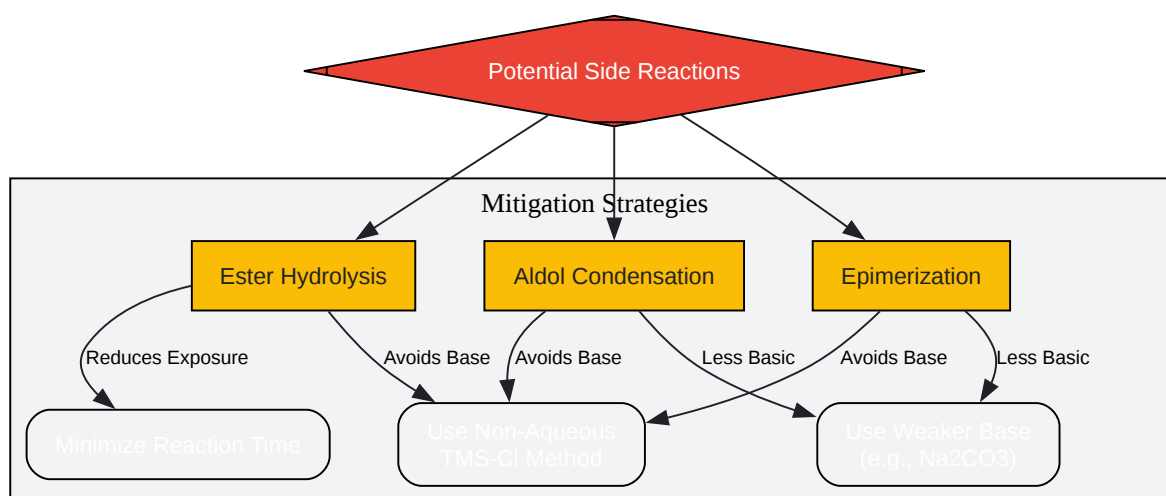 Potential Side Reactions
Mitigation Strategies
Ester Hydrolysis
Aldol Condensation
Epimerization
Reduces Exposure
Avoids Base
Avoids Base
Less Basic
Avoids Base
Less Basic
Minimize Reaction Time
Use Non-Aqueous
TMS-Cl Method
Use Weaker Base
(e.g., Na2CO3)